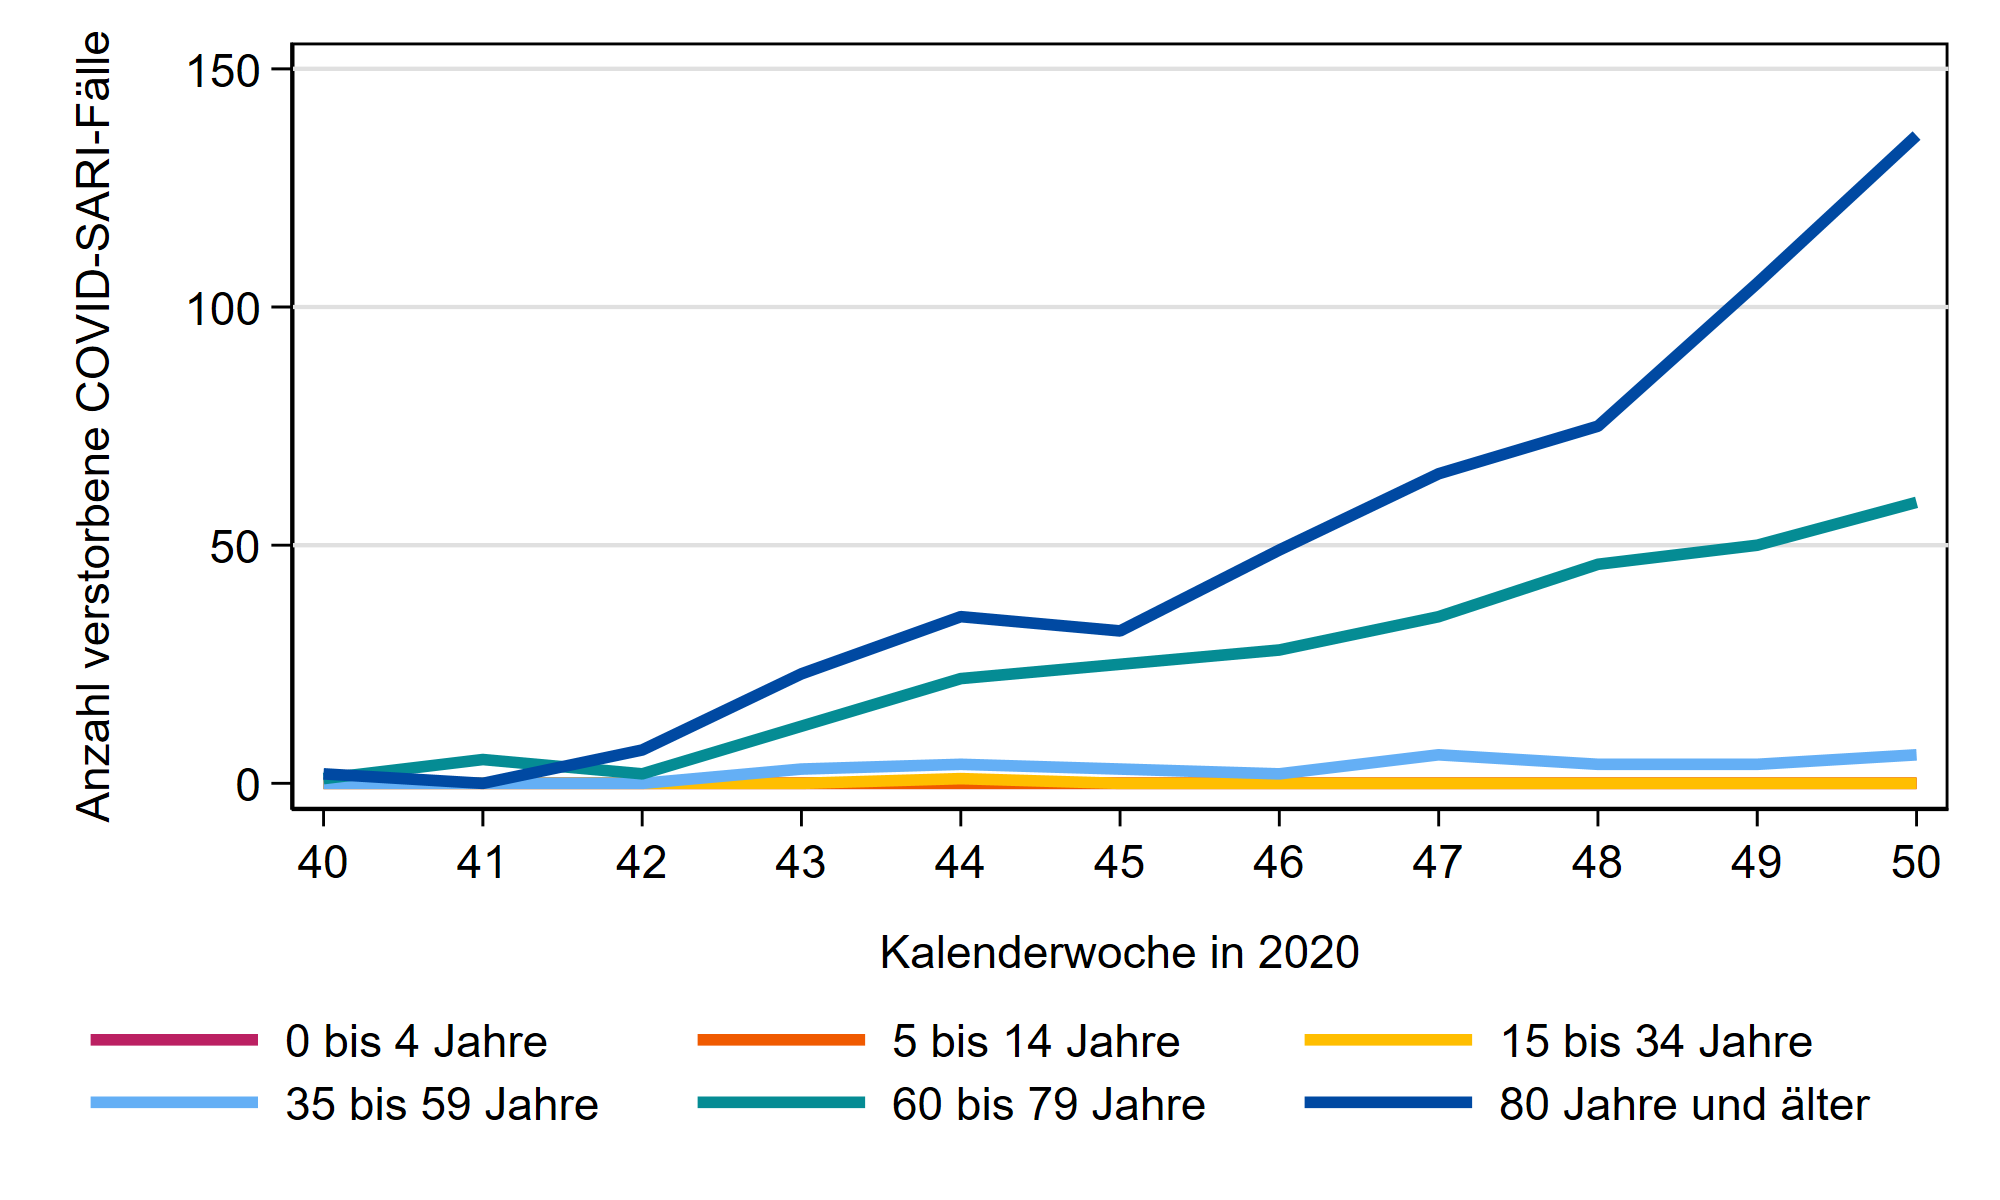 Anzahl verstorbene COVID-SARI-Fälle
150
100
50
0
40 41 42 43 44 45 46 47 48 49 50
Kalenderwoche in 2020
0 bis 4 Jahre 5 bis 14 Jahre 15 bis 34 Jahre
35 bis 59 Jahre 60 bis 79 Jahre 80 Jahre und älter